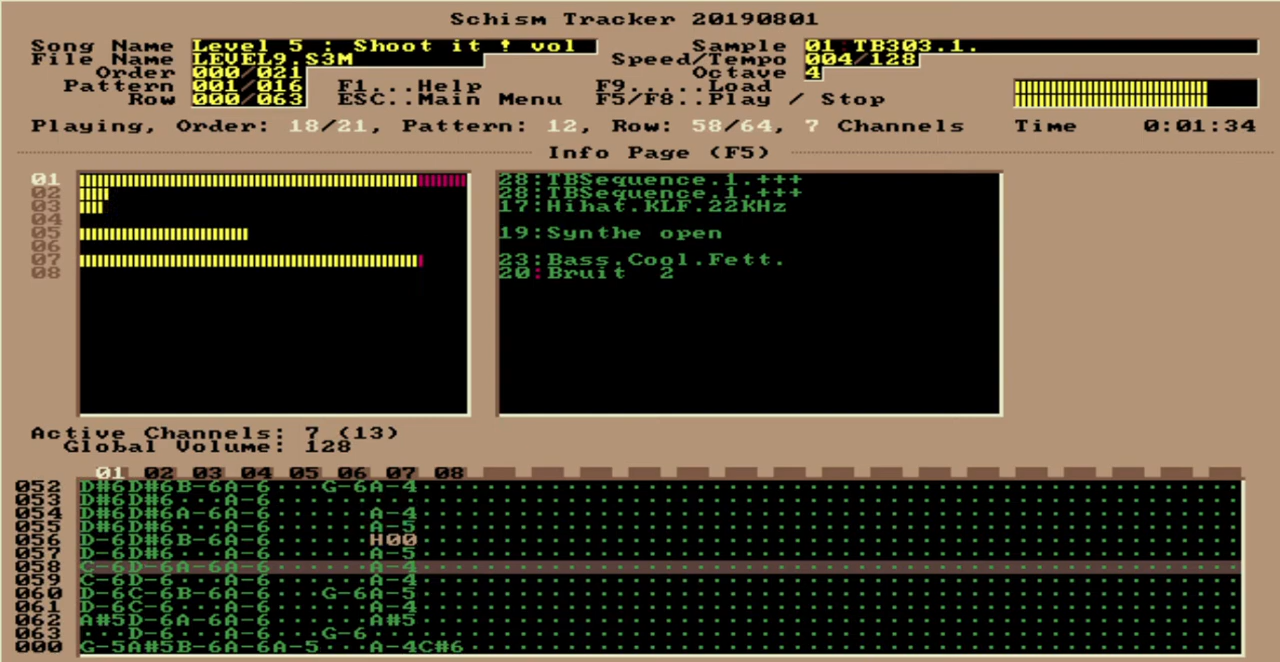 Schism Tracker 20190801
Song Name Level 5 : Shoot it ! vol Sample 01:TB303.1.
File Name LEVEL9.S3M Speed/Tempo 004/128
Order 000/021 Octave 4
Pattern 001/016 F1...Help F9.....Load
Row 000/063 ESC..Main Menu F5/F8..Play / Stop
Playing, Order: 18/21, Pattern: 12, Row: 58/64, 7 Channels Time 0:01:34
Info Page (F5)
01 28:TBSequence.1.+++
02 28:TBSequence.1.+++
03 17:Hihat.KLF.22KHz
04
05 19:Synthe open
06
07 23:Bass.Cool.Fett.
08 20:Bruit 2
Active Channels: 7 (13)
Global Volume: 128
01 02 03 04 05 06 07 08
052 D#6D#6B-6A-6···G-6A-4
053 D#6D#6···A-6
054 D#6D#6A-6A-6······A-4
055 D#6D#6···A-6······A-5
056 D-6D#6B-6A-6······H00
057 D-6D#6···A-6······A-5
058 C-6D-6A-6A-6······A-4
059 C-6D-6···A-6······A-4
060 D-6C-6B-6A-6···G-6A-5
061 D-6C-6···A-6······A-4
062 A#5D-6A-6A-6······A#5
063 ···D-6···A-6···G-6
000 G-5A#5B-6A-6A-5···A-4C#6